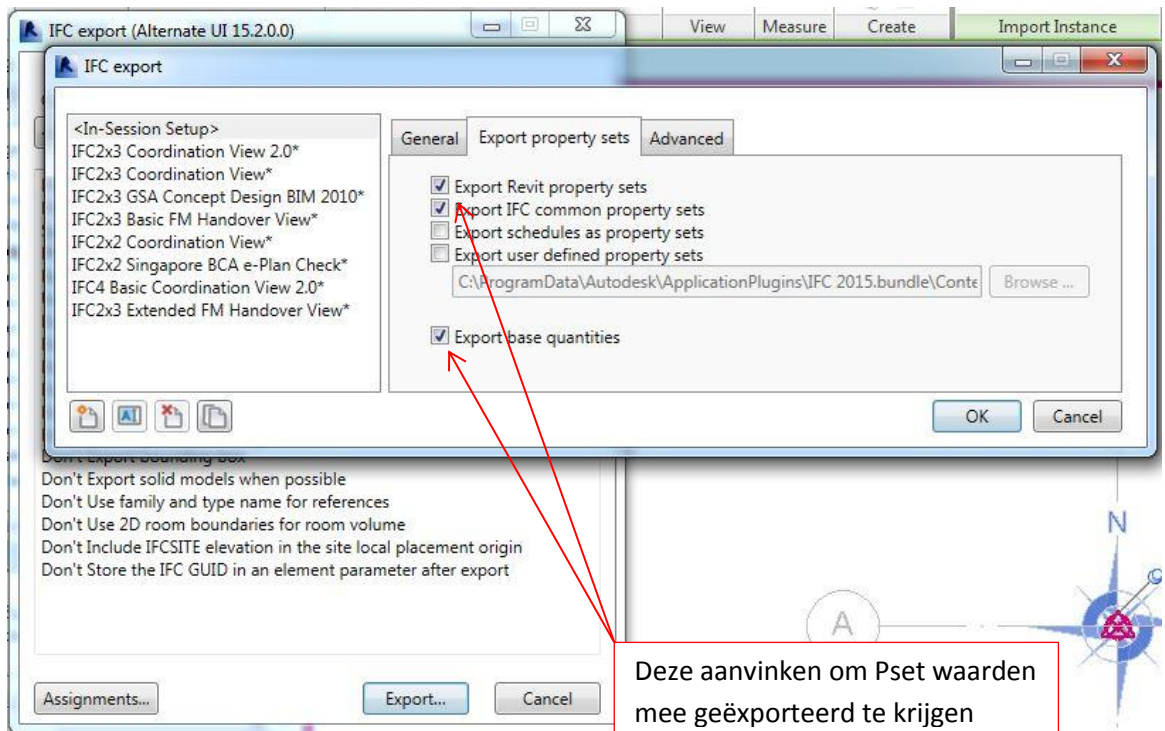 IFC export (Alternate UI 15.2.0.0)
View
Measure
Create
Import Instance
IFC export
<In-Session Setup>
IFC2x3 Coordination View 2.0*
IFC2x3 Coordination View*
IFC2x3 GSA Concept Design BIM 2010*
IFC2x3 Basic FM Handover View*
IFC2x2 Coordination View*
IFC2x2 Singapore BCA e-Plan Check*
IFC4 Basic Coordination View 2.0*
IFC2x3 Extended FM Handover View*
General
Export property sets
Advanced
Export Revit property sets
Export IFC common property sets
Export schedules as property sets
Export user defined property sets
C:\ProgramData\Autodesk\ApplicationPlugins\IFC 2015.bundle\Conte
Browse ...
Export base quantities
AI
OK
Cancel
Don't Export bounding box
Don't Export solid models when possible
Don't Use family and type name for references
Don't Use 2D room boundaries for room volume
Don't Include IFCSITE elevation in the site local placement origin
Don't Store the IFC GUID in an element parameter after export
N
A
Assignments...
Export...
Cancel
Deze aanvinken om Pset waarden
mee geëxporteerd te krijgen